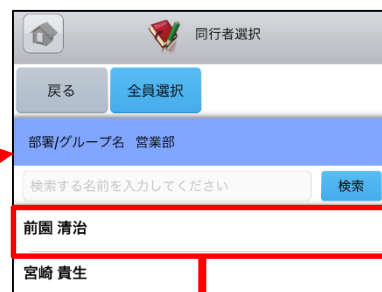 同行者選択
戻る 全員選択
部署/グループ名 営業部
検索する名前を入力してください 検索
前園 清治
宮崎 貴生